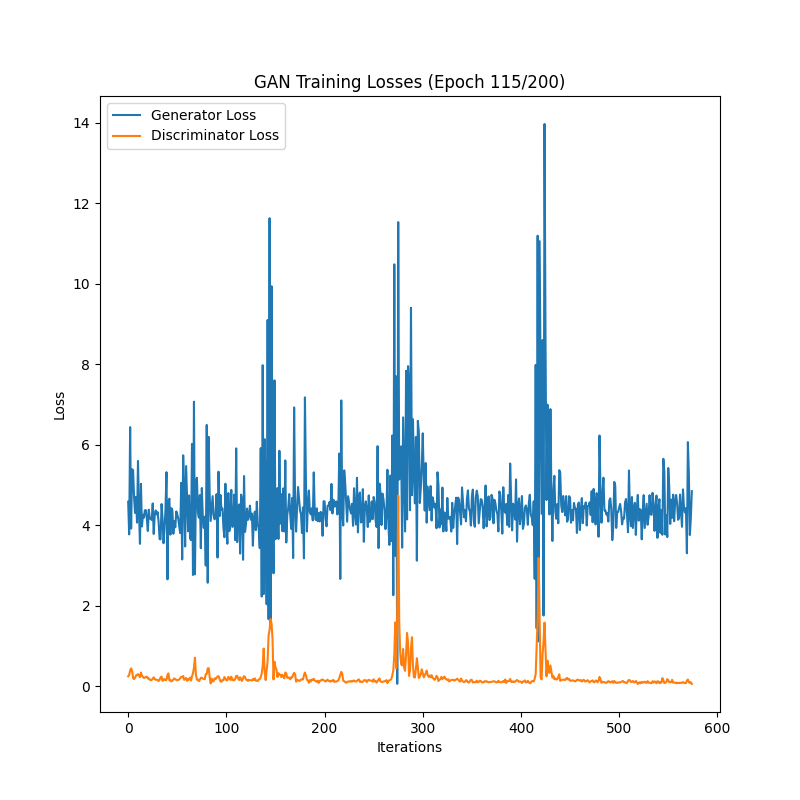 GAN Training Losses (Epoch 115/200)
Generator Loss
Discriminator Loss
14
12
10
8
6
4
2
0
Loss
0 100 200 300 400 500 600
Iterations